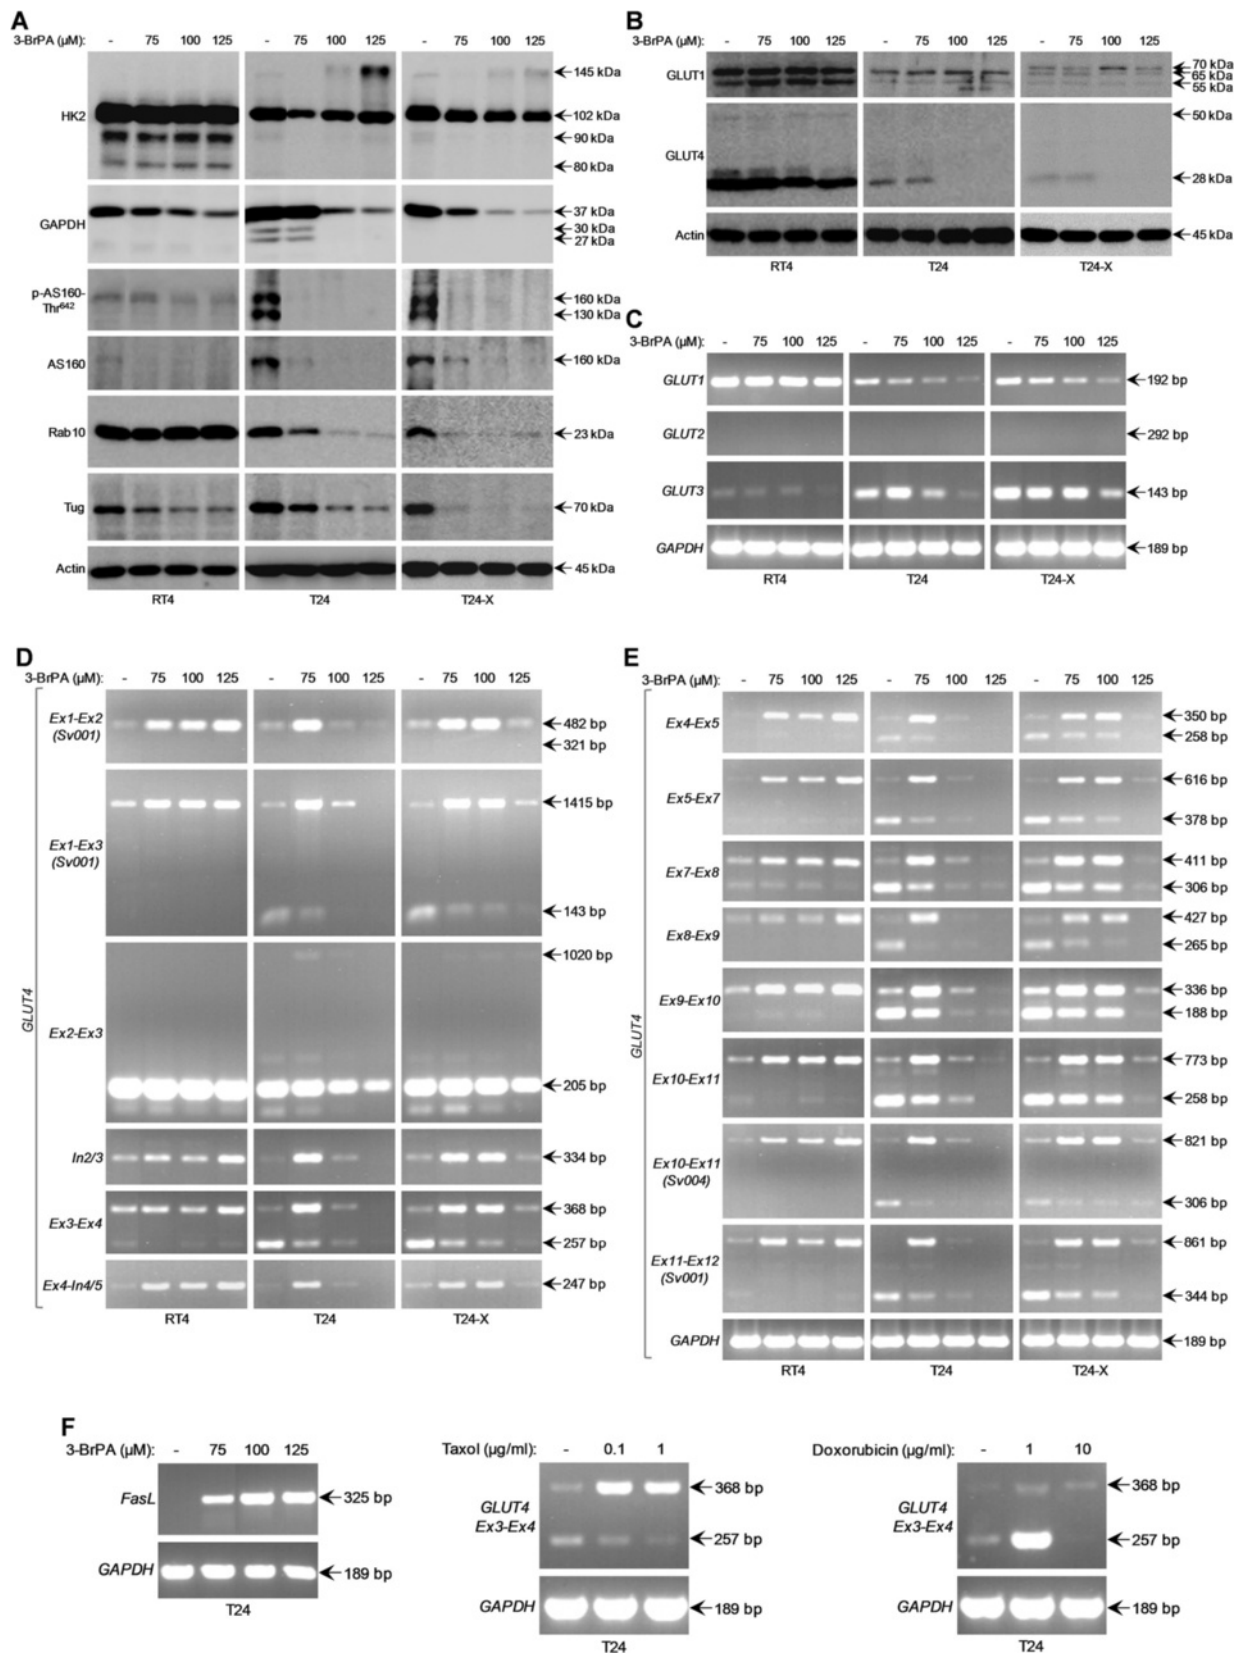 A
3-BrPA (µM): - 75 100 125 - 75 100 125 - 75 100 125
145 kDa
HK2 102 kDa
90 kDa
80 kDa
GAPDH 37 kDa
30 kDa
27 kDa
p-AS160-
Thr642 160 kDa
130 kDa
AS160 160 kDa
Rab10 23 kDa
Tug 70 kDa
Actin 45 kDa
RT4 T24 T24-X
B
3-BrPA (µM): - 75 100 125 - 75 100 125 - 75 100 125
GLUT1 70 kDa
65 kDa
55 kDa
50 kDa
GLUT4
28 kDa
Actin 45 kDa
RT4 T24 T24-X
C
3-BrPA (µM): - 75 100 125 - 75 100 125 - 75 100 125
GLUT1 192 bp
GLUT2 292 bp
GLUT3 143 bp
GAPDH 189 bp
RT4 T24 T24-X
D
3-BrPA (µM): - 75 100 125 - 75 100 125 - 75 100 125
GLUT4
Ex1-Ex2
(Sv001)
482 bp
321 bp
Ex1-Ex3
(Sv001)
1415 bp
143 bp
Ex2-Ex3
1020 bp
205 bp
In2/3 334 bp
Ex3-Ex4
368 bp
257 bp
Ex4-In4/5 247 bp
RT4 T24 T24-X
E
3-BrPA (µM): - 75 100 125 - 75 100 125 - 75 100 125
GLUT4
Ex4-Ex5
350 bp
258 bp
Ex5-Ex7
616 bp
378 bp
Ex7-Ex8
411 bp
306 bp
Ex8-Ex9
427 bp
265 bp
Ex9-Ex10
336 bp
188 bp
Ex10-Ex11
773 bp
258 bp
Ex10-Ex11
(Sv004)
821 bp
306 bp
Ex11-Ex12
(Sv001)
861 bp
344 bp
GAPDH 189 bp
RT4 T24 T24-X
F
3-BrPA (µM): - 75 100 125
FasL 325 bp
GAPDH 189 bp
T24
Taxol (µg/ml): - 0.1 1
GLUT4
Ex3-Ex4
368 bp
257 bp
GAPDH 189 bp
T24
Doxorubicin (µg/ml): - 1 10
GLUT4
Ex3-Ex4
368 bp
257 bp
GAPDH 189 bp
T24